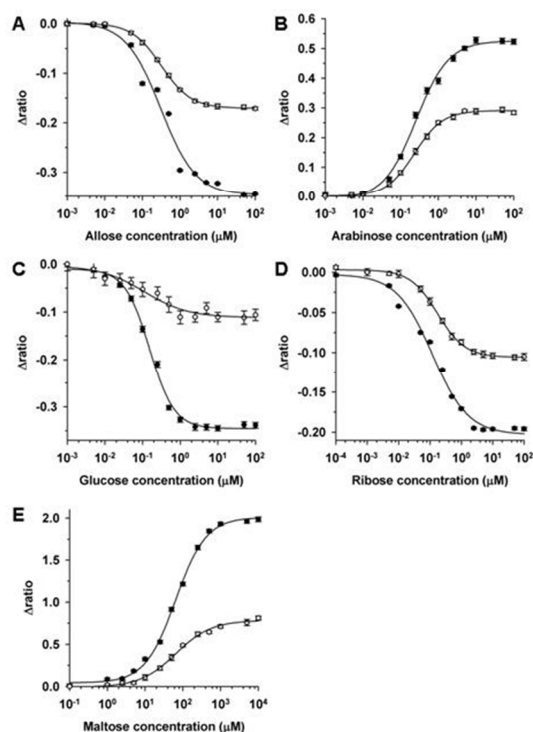 A
0.0
-0.1
-0.2
-0.3
Δratio
10⁻³ 10⁻² 10⁻¹ 10⁰ 10¹ 10²
Allose concentration (μM)
B
0.6
0.5
0.4
0.3
0.2
0.1
0.0
Δratio
10⁻³ 10⁻² 10⁻¹ 10⁰ 10¹ 10²
Arabinose concentration (μM)
C
0.0
-0.1
-0.2
-0.3
Δratio
10⁻³ 10⁻² 10⁻¹ 10⁰ 10¹ 10²
Glucose concentration (μM)
D
0.00
-0.05
-0.10
-0.15
-0.20
Δratio
10⁻⁴ 10⁻³ 10⁻² 10⁻¹ 10⁰ 10¹ 10²
Ribose concentration (μM)
E
2.0
1.5
1.0
0.5
0.0
Δratio
10⁻¹ 10⁰ 10¹ 10² 10³ 10⁴
Maltose concentration (μM)